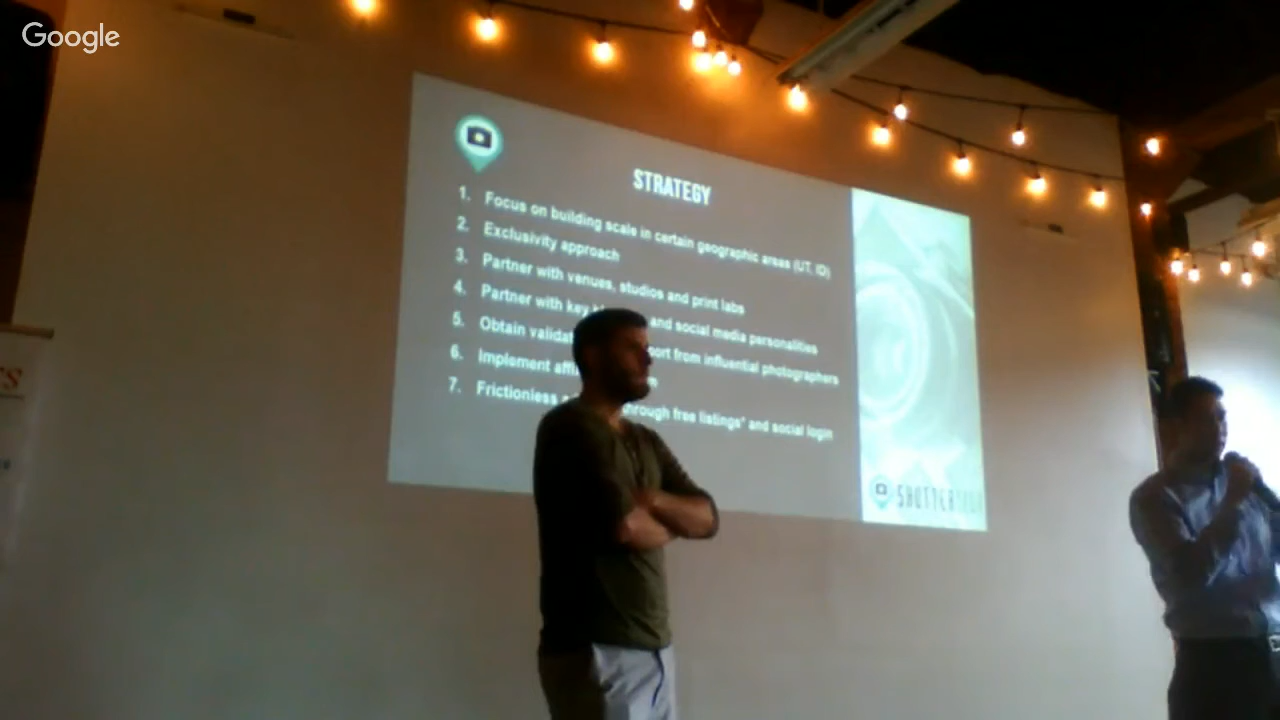 Google
STRATEGY
1. Focus on building scale in certain geographic areas (UT, ID)
2. Exclusivity approach
3. Partner with venues, studios and print labs
4. Partner with key and social media personalities
5. Obtain from influential photographers
6. Implement
7. Frictionless through free listings* and social login